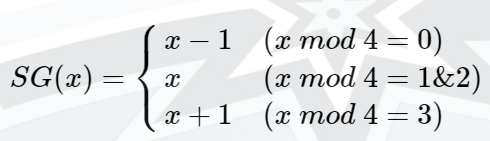 x − 1 (x mod 4 = 0)
SG(x) = { x (x mod 4 = 1&2)
x + 1 (x mod 4 = 3)